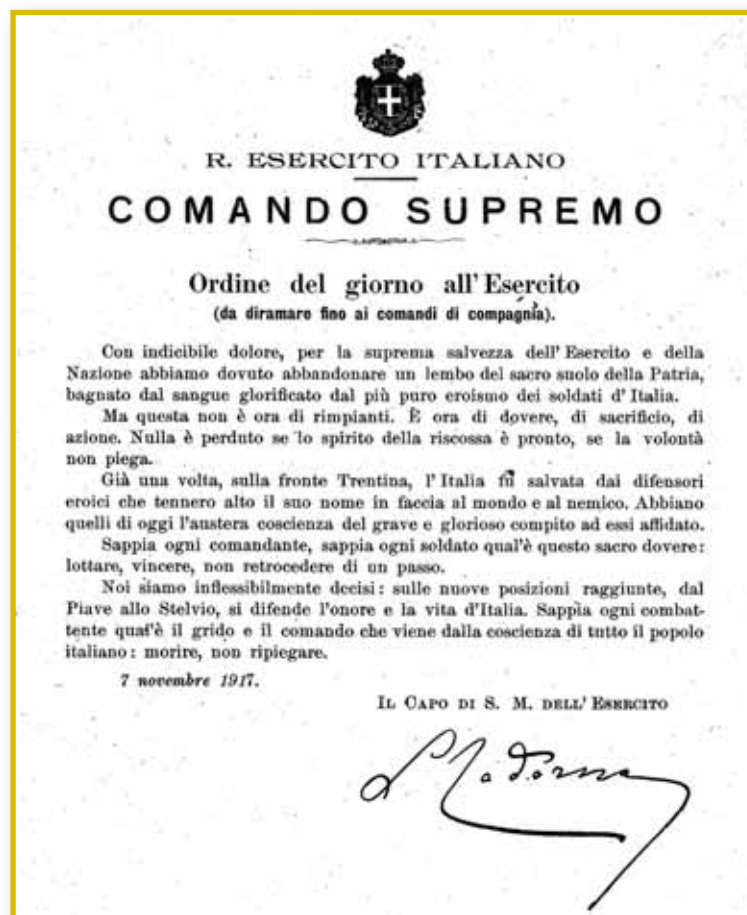 R. ESERCITO ITALIANO
COMANDO SUPREMO
Ordine del giorno all' Esercito
(da diramare fino ai comandi di compagnia).
Con indicibile dolore, per la suprema salvezza dell' Esercito e della
Nazione abbiamo dovuto abbandonare un lembo del sacro suolo della Patria,
bagnato dal sangue glorificato dal più puro eroismo dei soldati d' Italia.
Ma questa non è ora di rimpianti. È ora di dovere, di sacrificio, di
azione. Nulla è perduto se lo spirito della riscossa è pronto, se la volontà
non piega.
Già una volta, sulla fronte Trentina, l' Italia fu salvata dai difensori
eroici che tennero alto il suo nome in faccia al mondo e al nemico. Abbiano
quelli di oggi l'austera coscienza del grave e glorioso compito ad essi affidato.
Sappia ogni comandante, sappia ogni soldato qual'è questo sacro dovere:
lottare, vincere, non retrocedere di un passo.
Noi siamo inflessibilmente decisi: sulle nuove posizioni raggiunte, dal
Piave allo Stelvio, si difende l'onore e la vita d'Italia. Sappia ogni combat-
tente qual'è il grido e il comando che viene dalla coscienza di tutto il popolo
italiano: morire, non ripiegare.
7 novembre 1917.
IL CAPO DI S. M. DELL' ESERCITO
L Cadorna